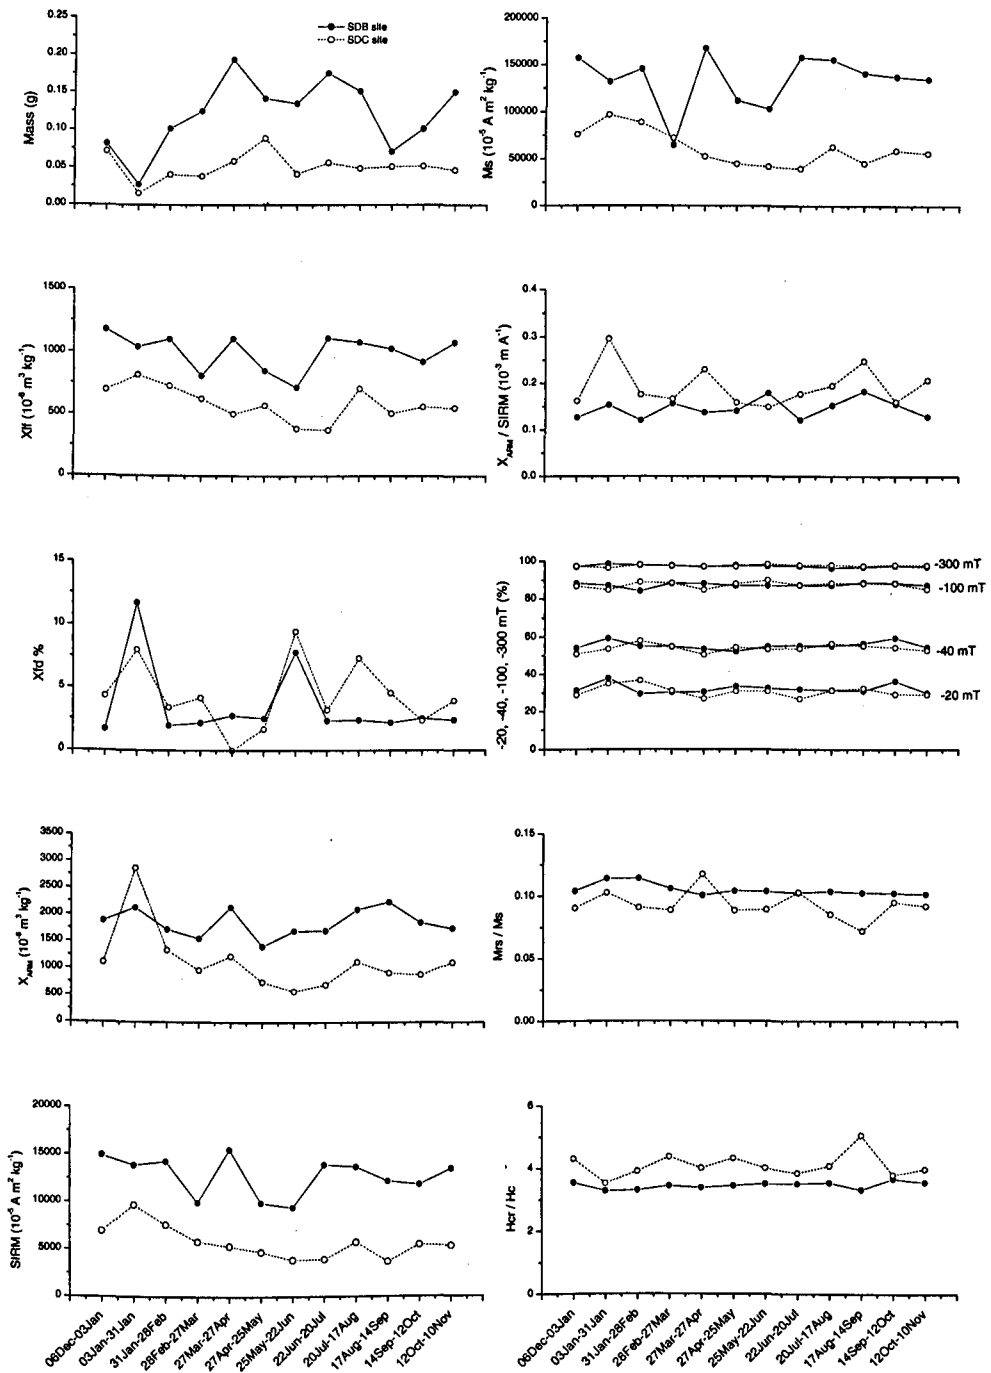 SDB site
SDC site
Mass (g)
0.25
0.20
0.15
0.10
0.05
0.00
Ms (10⁻⁵ A m² kg⁻¹)
200000
150000
100000
50000
0
Xlf (10⁻⁸ m³ kg⁻¹)
1500
1000
500
0
X_ARM / SIRM (10⁻³ m A⁻¹)
0.4
0.3
0.2
0.1
0.0
Xfd %
15
10
5
0
-20, -40, -100, -300 mT (%)
100
80
60
40
20
0
-300 mT
-100 mT
-40 mT
-20 mT
X_ARM (10⁻⁸ m³ kg⁻¹)
3500
3000
2500
2000
1500
1000
500
0
Mrs / Ms
0.15
0.10
0.05
0.00
SIRM (10⁻⁵ A m² kg⁻¹)
20000
15000
10000
5000
0
06Dec-03Jan
03Jan-31Jan
31Jan-28Feb
28Feb-27Mar
27Mar-27Apr
27Apr-25May
25May-22Jun
22Jun-20Jul
20Jul-17Aug
17Aug-14Sep
14Sep-12Oct
12Oct-10Nov
Hcr / Hc
6
4
2
0
06Dec-03Jan
03Jan-31Jan
31Jan-28Feb
28Feb-27Mar
27Mar-27Apr
27Apr-25May
25May-22Jun
22Jun-20Jul
20Jul-17Aug
17Aug-14Sep
14Sep-12Oct
12Oct-10Nov